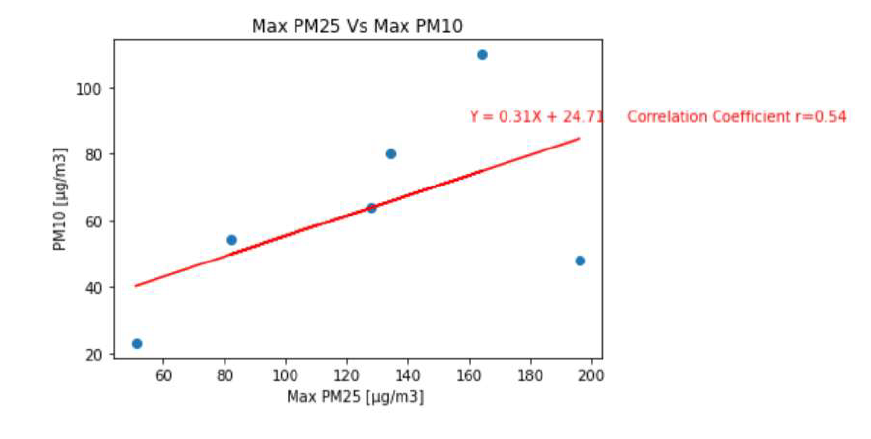 Max PM25 Vs Max PM10
100
80
60
40
20
PM10 [µg/m3]
Y = 0.31X + 24.71 Correlation Coefficient r=0.54
60 80 100 120 140 160 180 200
Max PM25 [µg/m3]